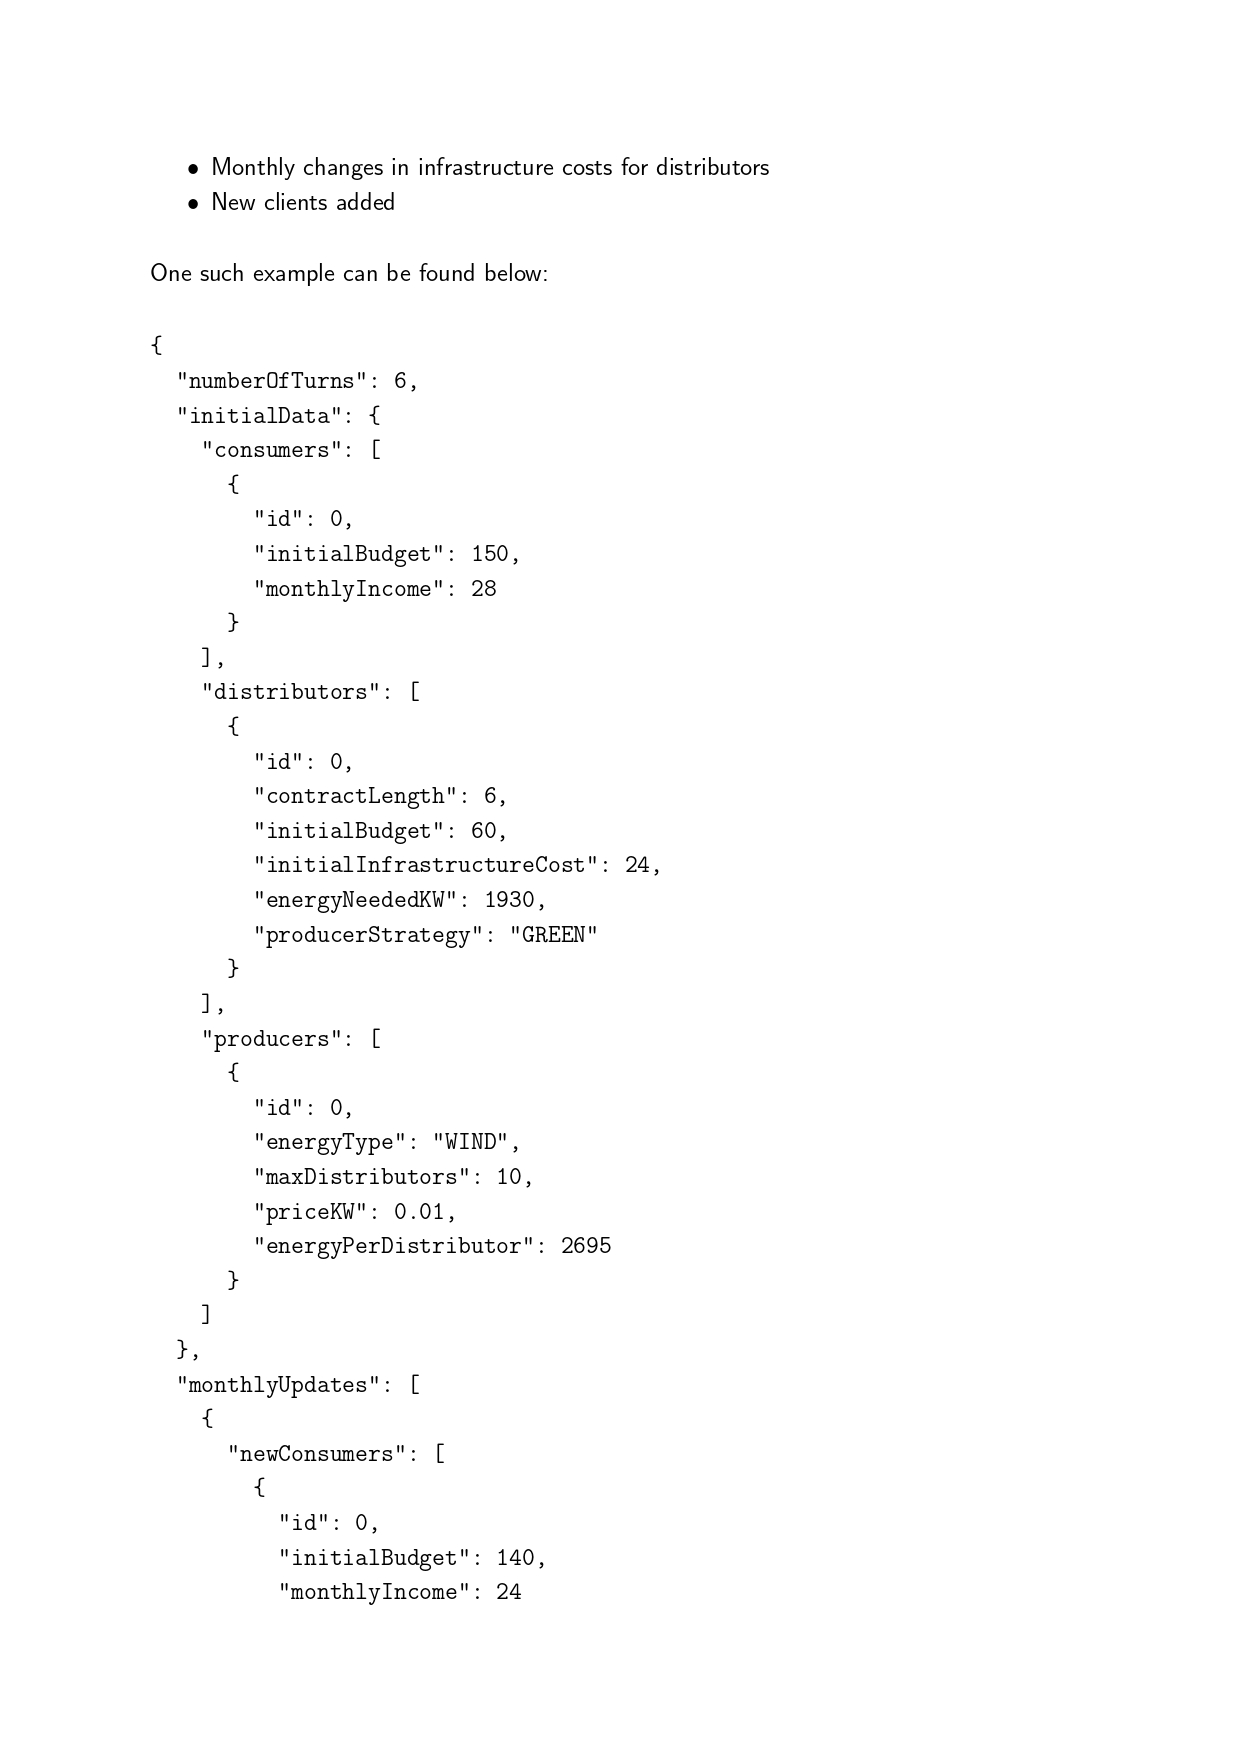 • Monthly changes in infrastructure costs for distributors
• New clients added
One such example can be found below:
{
  "numberOfTurns": 6,
  "initialData": {
    "consumers": [
      {
        "id": 0,
        "initialBudget": 150,
        "monthlyIncome": 28
      }
    ],
    "distributors": [
      {
        "id": 0,
        "contractLength": 6,
        "initialBudget": 60,
        "initialInfrastructureCost": 24,
        "energyNeededKW": 1930,
        "producerStrategy": "GREEN"
      }
    ],
    "producers": [
      {
        "id": 0,
        "energyType": "WIND",
        "maxDistributors": 10,
        "priceKW": 0.01,
        "energyPerDistributor": 2695
      }
    ]
  },
  "monthlyUpdates": [
    {
      "newConsumers": [
        {
          "id": 0,
          "initialBudget": 140,
          "monthlyIncome": 24